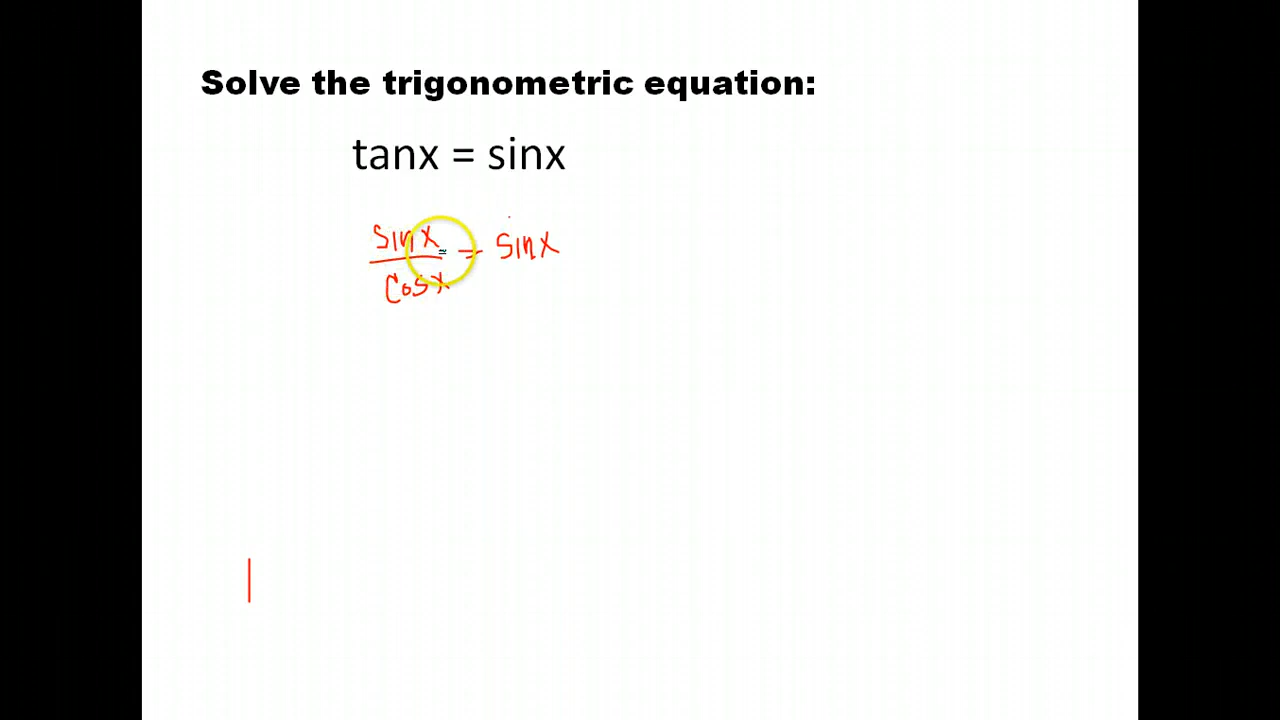 Solve the trigonometric equation:
tanx = sinx
sinx
cosx = sinx